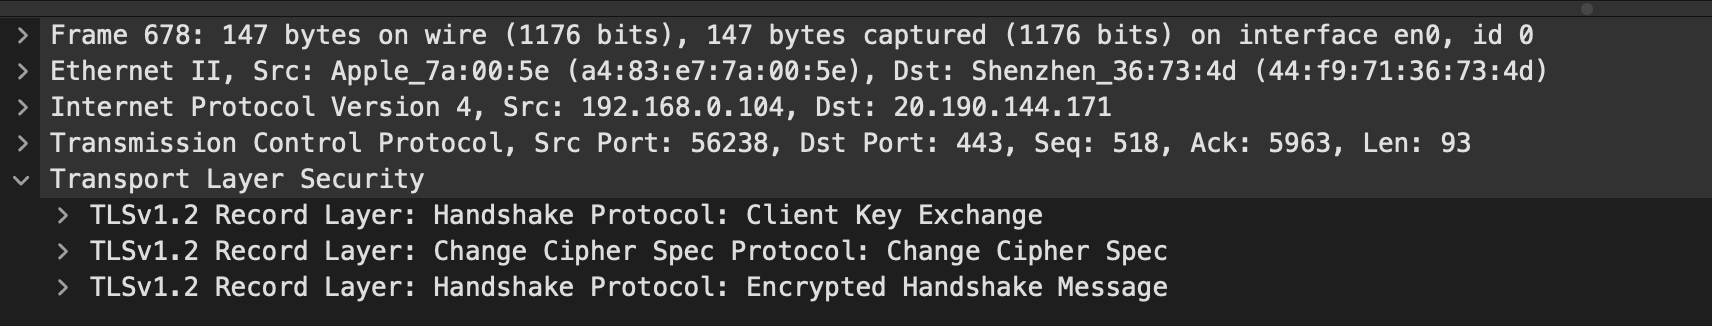 Frame 678: 147 bytes on wire (1176 bits), 147 bytes captured (1176 bits) on interface en0, id 0
Ethernet II, Src: Apple_7a:00:5e (a4:83:e7:7a:00:5e), Dst: Shenzhen_36:73:4d (44:f9:71:36:73:4d)
Internet Protocol Version 4, Src: 192.168.0.104, Dst: 20.190.144.171
Transmission Control Protocol, Src Port: 56238, Dst Port: 443, Seq: 518, Ack: 5963, Len: 93
Transport Layer Security
TLSv1.2 Record Layer: Handshake Protocol: Client Key Exchange
TLSv1.2 Record Layer: Change Cipher Spec Protocol: Change Cipher Spec
TLSv1.2 Record Layer: Handshake Protocol: Encrypted Handshake Message